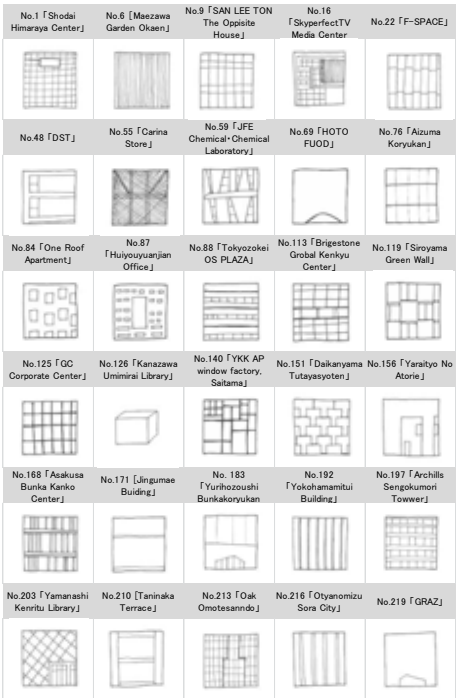 No.1「Shodai
Himaraya Center」
No.6 [Maezawa
Garden Okaen」
No.9「SAN LEE TON
The Oppisite
House」
No.16
「SkyperfectTV
Media Center
No.22「F-SPACE」
No.48「DST」
No.55「Carina
Store」
No.59「JFE
Chemical・Chemical
Laboratory」
No.69「HOTO
FUOD」
No.76「Aizuma
Koryukan」
No.84「One Roof
Apartment」
No.87
「Huiyouyuanjian
Office」
No.88「Tokyozokei
OS PLAZA」
No.113「Brigestone
Grobal Kenkyu
Center」
No.119「Siroyama
Green Wall」
No.125「GC
Corporate Center」
No.126「Kanazawa
Umimirai Library」
No.140「YKK AP
window factory,
Saitama」
No.151「Daikanyama
Tutayasyoten」
No.156「Yaraityo No
Atorie」
No.168「Asakusa
Bunka Kanko
Center」
No.171 [Jingumae
Buiding」
No. 183
「Yurihozoushi
Bunkakoryukan
No.192
「Yokohamamitui
Building」
No.197「Archills
Sengokumori
Towwer」
No.203「Yamanashi
Kenritu Library」
No.210 [Taninaka
Terrace」
No.213「Oak
Omotesanndo」
No.216「Otyanomizu
Sora City」
No.219「GRAZ」